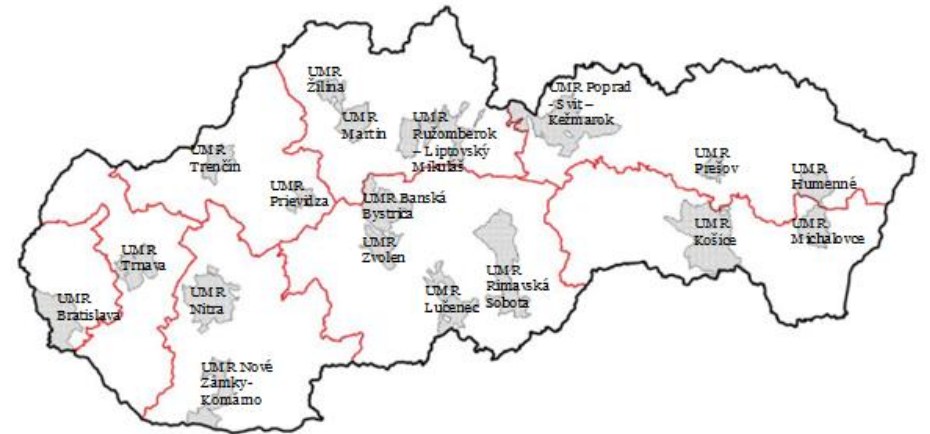 UMR
Žilina
UMR
Martin
UMR
Ružomberok
– Liptovský
Mikuláš
UMR Poprad
- Svit –
Kežmarok
UMR
Trenčín
UMR
Prievidza
UMR
Prešov
UMR
Humenné
UMR Banská
Bystrica
UMR
Zvolen
UMR
Košice
UMR
Michalovce
UMR
Trnava
UMR
Bratislava
UMR
Nitra
UMR
Lučenec
UMR
Rimavská
Sobota
UMR Nové
Zámky-
Komárno